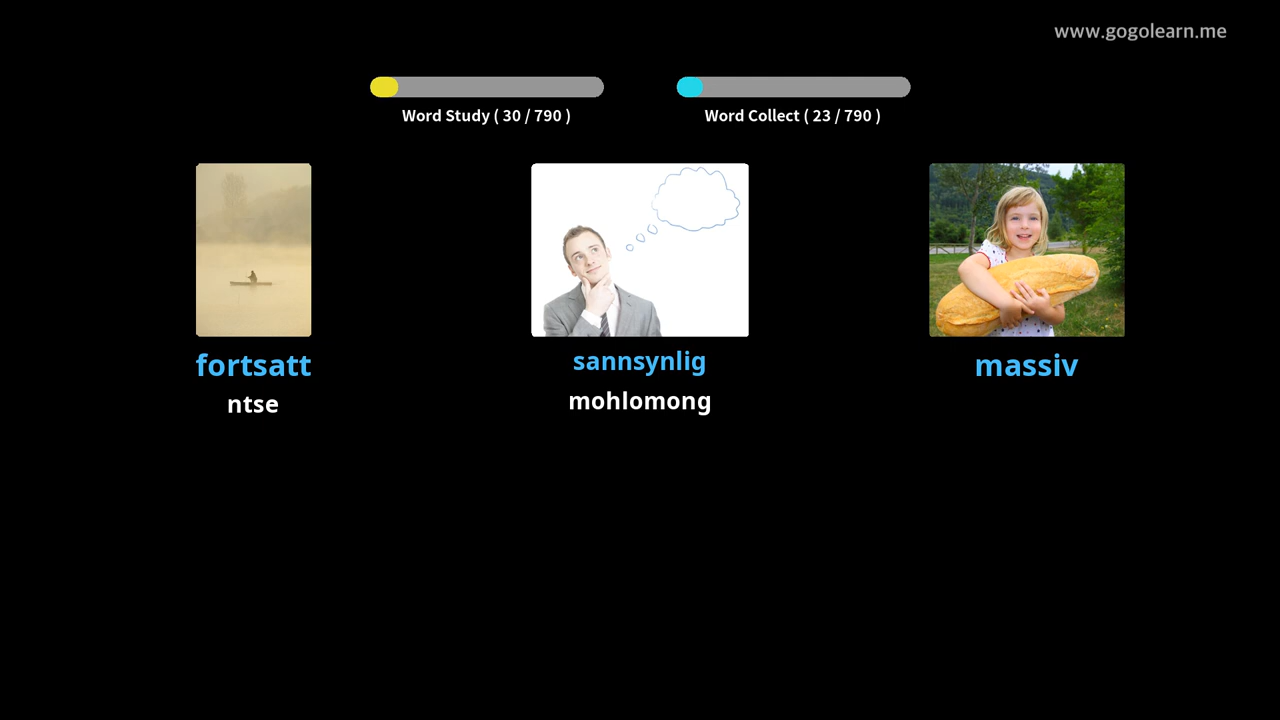 www.gogolearn.me
Word Study ( 30 / 790 )
Word Collect ( 23 / 790 )
fortsatt
ntse
sannsynlig
mohlomong
massiv